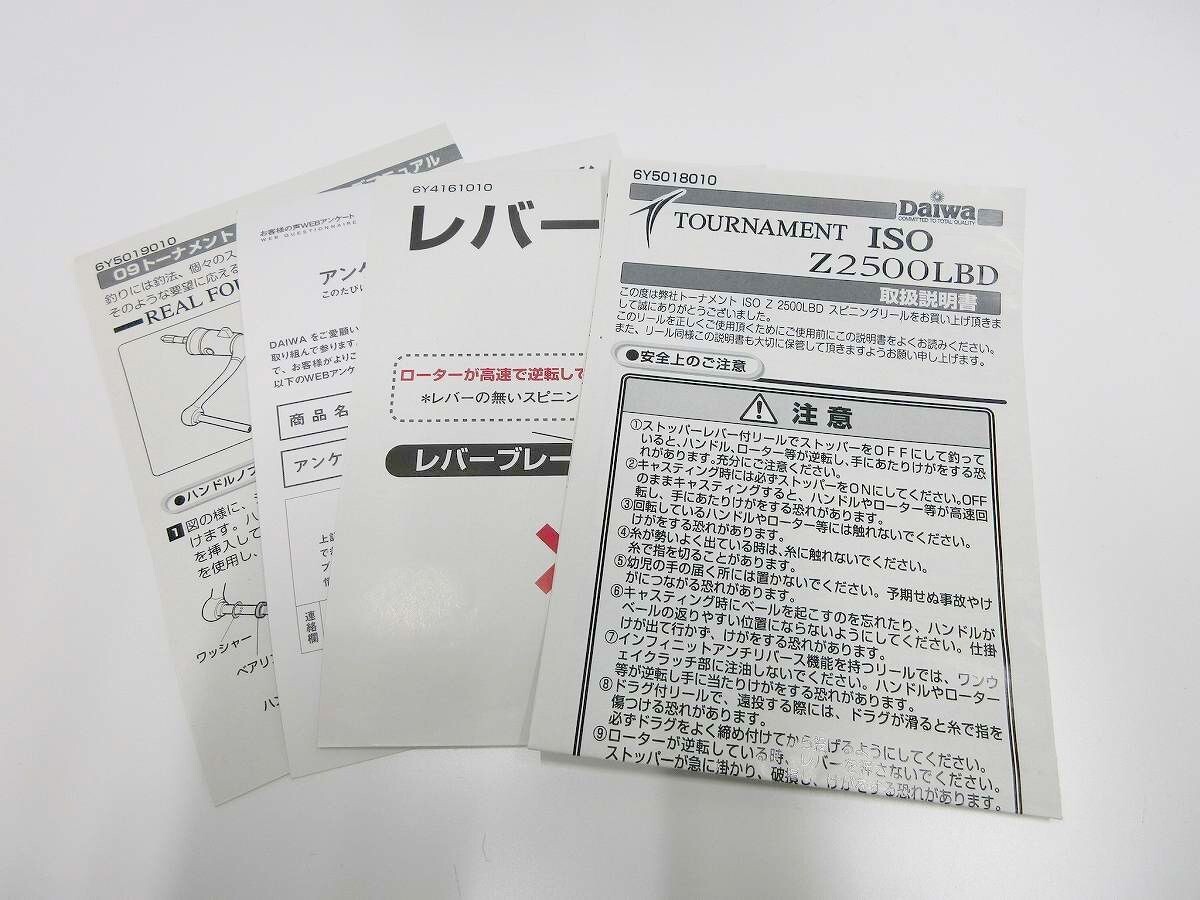 6Y5019010
09トーナメント
釣りには釣法、個々のス
そのような要望に応える
REAL FOU
●ハンドルノブ
1 図の様に、
けます。ハ
を挿入して
を使用し、
ワッシャー
ベアリン
ハン
お客様の声WEBアンケート
WEB QUESTIONNAIRE
アンケ
このたびは
DAIWAをご愛願い
取り組んで参ります。
で、お客様がよりご
以下のWEBアンケ
商品名
アンケ
連絡欄
6Y4161010
レバー
ローターが高速で逆転して
*レバーの無いスピニン
レバーブレー
6Y5018010
Daiwa
COMMITTED TO TOTAL QUALITY
TOURNAMENT ISO
Z2500LBD
取扱説明書
この度は弊社トーナメント ISO Z 2500LBD スピニングリールをお買い上げ頂きま
して誠にありがとうございました。
このリールを正しくご使用頂くためにご使用前にこの説明書をよくお読みください。
また、リール同様この説明書も大切に保管して頂きますようお願い申し上げます。
●安全上のご注意
注意
①ストッパーレバー付リールでストッパーをOFFにして釣って
いると、ハンドル、ローター等が逆転し、手にあたりけがをする恐
れがあります。充分にご注意ください。
②キャスティング時には必ずストッパーをONにしてください。OFF
のままキャスティングすると、ハンドルやローター等が高速回
転し、手にあたりけがをする恐れがあります。
③回転しているハンドルやローター等には触れないでください。
けがをする恐れがあります。
④糸が勢いよく出ている時は、糸に触れないでください。
糸で指を切ることがあります。
⑤幼児の手の届く所には置かないでください。予期せぬ事故やけ
がにつながる恐れがあります。
⑥キャスティング時にベールを起こすのを忘れたり、ハンドルが
ベールの返りやすい位置にならないようにしてください。仕掛
けが出て行かず、けがをする恐れがあります。
⑦インフィニットアンチリバース機能を持つリールでは、ワンウ
ェイクラッチ部に注油しないでください。ハンドルやローター
等が逆転し手に当たりけがをする恐れがあります。
⑧ドラグ付リールで、遠投する際には、ドラグが滑ると糸で指を
傷つける恐れがあります。
必ずドラグをよく締め付けてから投げるようにしてください。
⑨ローターが逆転している時、レバーを押さないでください。
ストッパーが急に掛かり、破損し、けがをする恐れがあります。